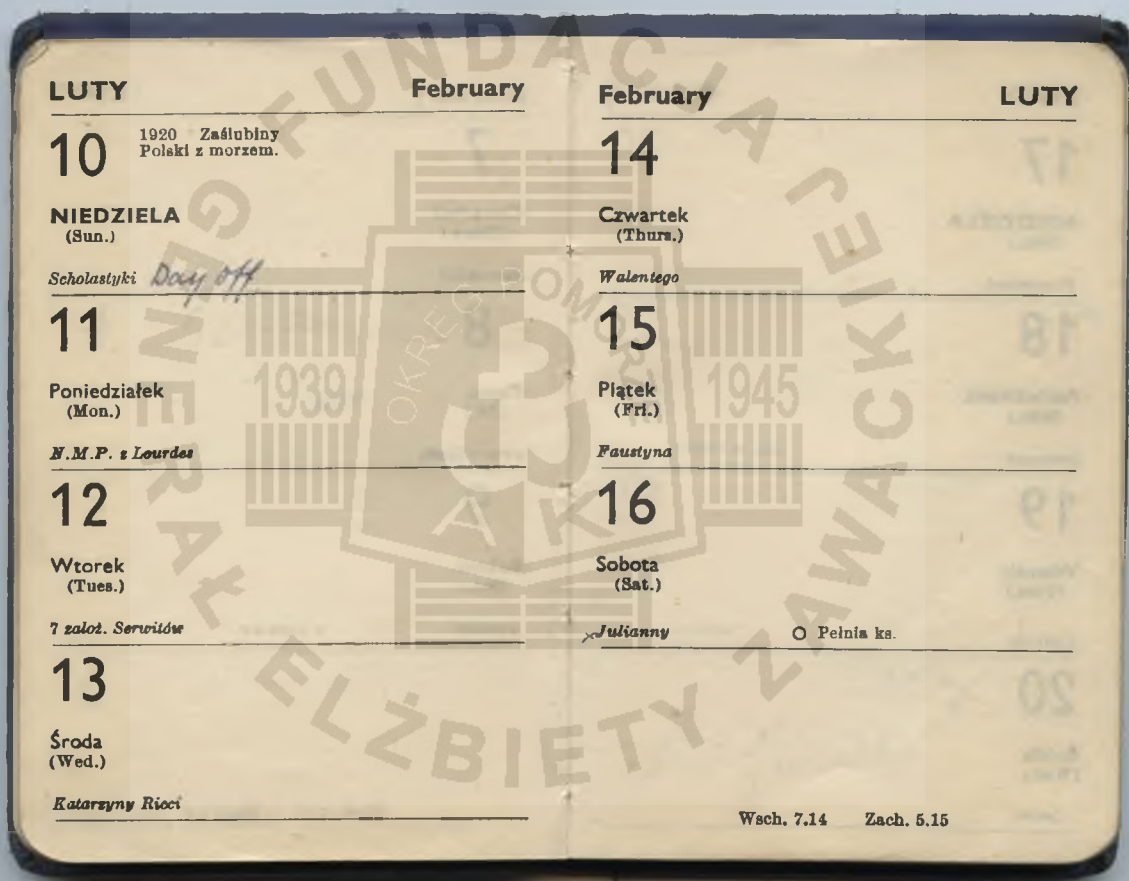 LUTY February
10 1920 Zaślubiny
Polski z morzem.
NIEDZIELA
(Sun.)
Scholastyki Day off
11
Poniedziałek
(Mon.)
N.M.P. z Lourdes
12
Wtorek
(Tues.)
7 założ. Serwitów
13
Środa
(Wed.)
Katarzyny Ricci
February LUTY
14
Czwartek
(Thurs.)
Walentego
15
Piątek
(Fri.)
Faustyna
16
Sobota
(Sat.)
Julianny O Pełnia ks.
Wsch. 7.14 Zach. 5.15
FUNDACJA
GENERAŁ ELŻBIETY ZAWACKIEJ
OKRĘG POMORZE
1939 1945
AK